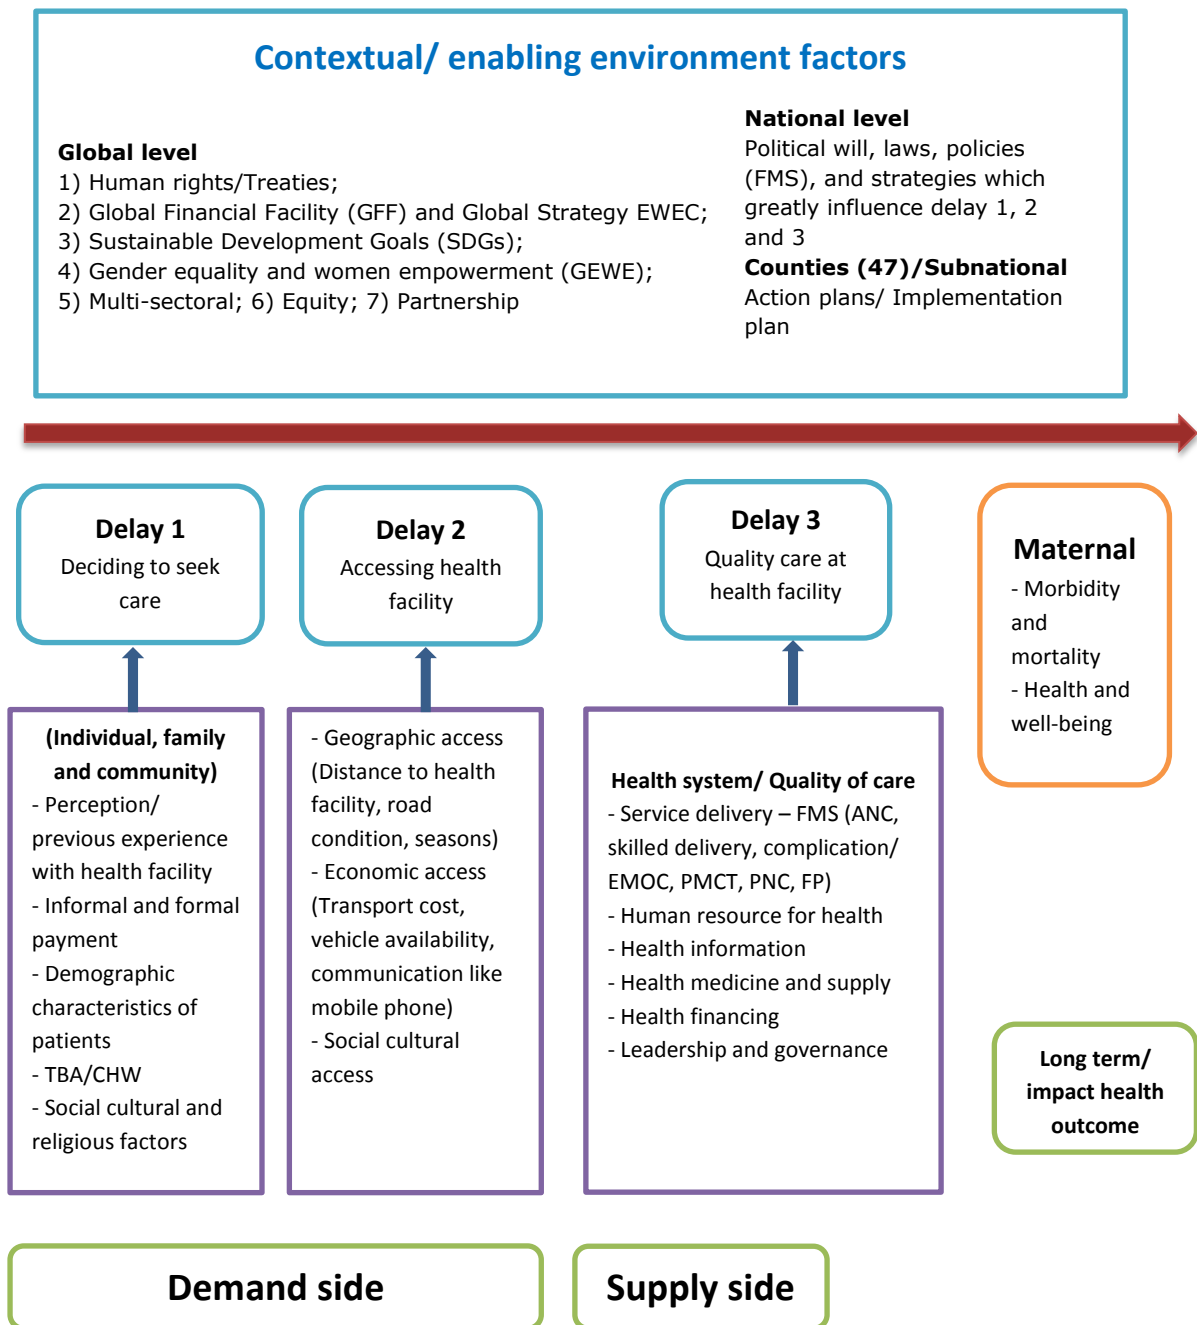 Contextual/ enabling environment factors
Global level
1) Human rights/Treaties;
2) Global Financial Facility (GFF) and Global Strategy EWEC;
3) Sustainable Development Goals (SDGs);
4) Gender equality and women empowerment (GEWE);
5) Multi-sectoral; 6) Equity; 7) Partnership
National level
Political will, laws, policies
(FMS), and strategies which
greatly influence delay 1, 2
and 3
Counties (47)/Subnational
Action plans/ Implementation
plan
Delay 1
Deciding to seek
care
Delay 2
Accessing health
facility
Delay 3
Quality care at
health facility
Maternal
- Morbidity
and
mortality
- Health and
well-being
(Individual, family
and community)
- Perception/
previous experience
with health facility
- Informal and formal
payment
- Demographic
characteristics of
patients
- TBA/CHW
- Social cultural and
religious factors
- Geographic access
(Distance to health
facility, road
condition, seasons)
- Economic access
(Transport cost,
vehicle availability,
communication like
mobile phone)
- Social cultural
access
Health system/ Quality of care
- Service delivery – FMS (ANC,
skilled delivery, complication/
EMOC, PMCT, PNC, FP)
- Human resource for health
- Health information
- Health medicine and supply
- Health financing
- Leadership and governance
Long term/
impact health
outcome
Demand side
Supply side